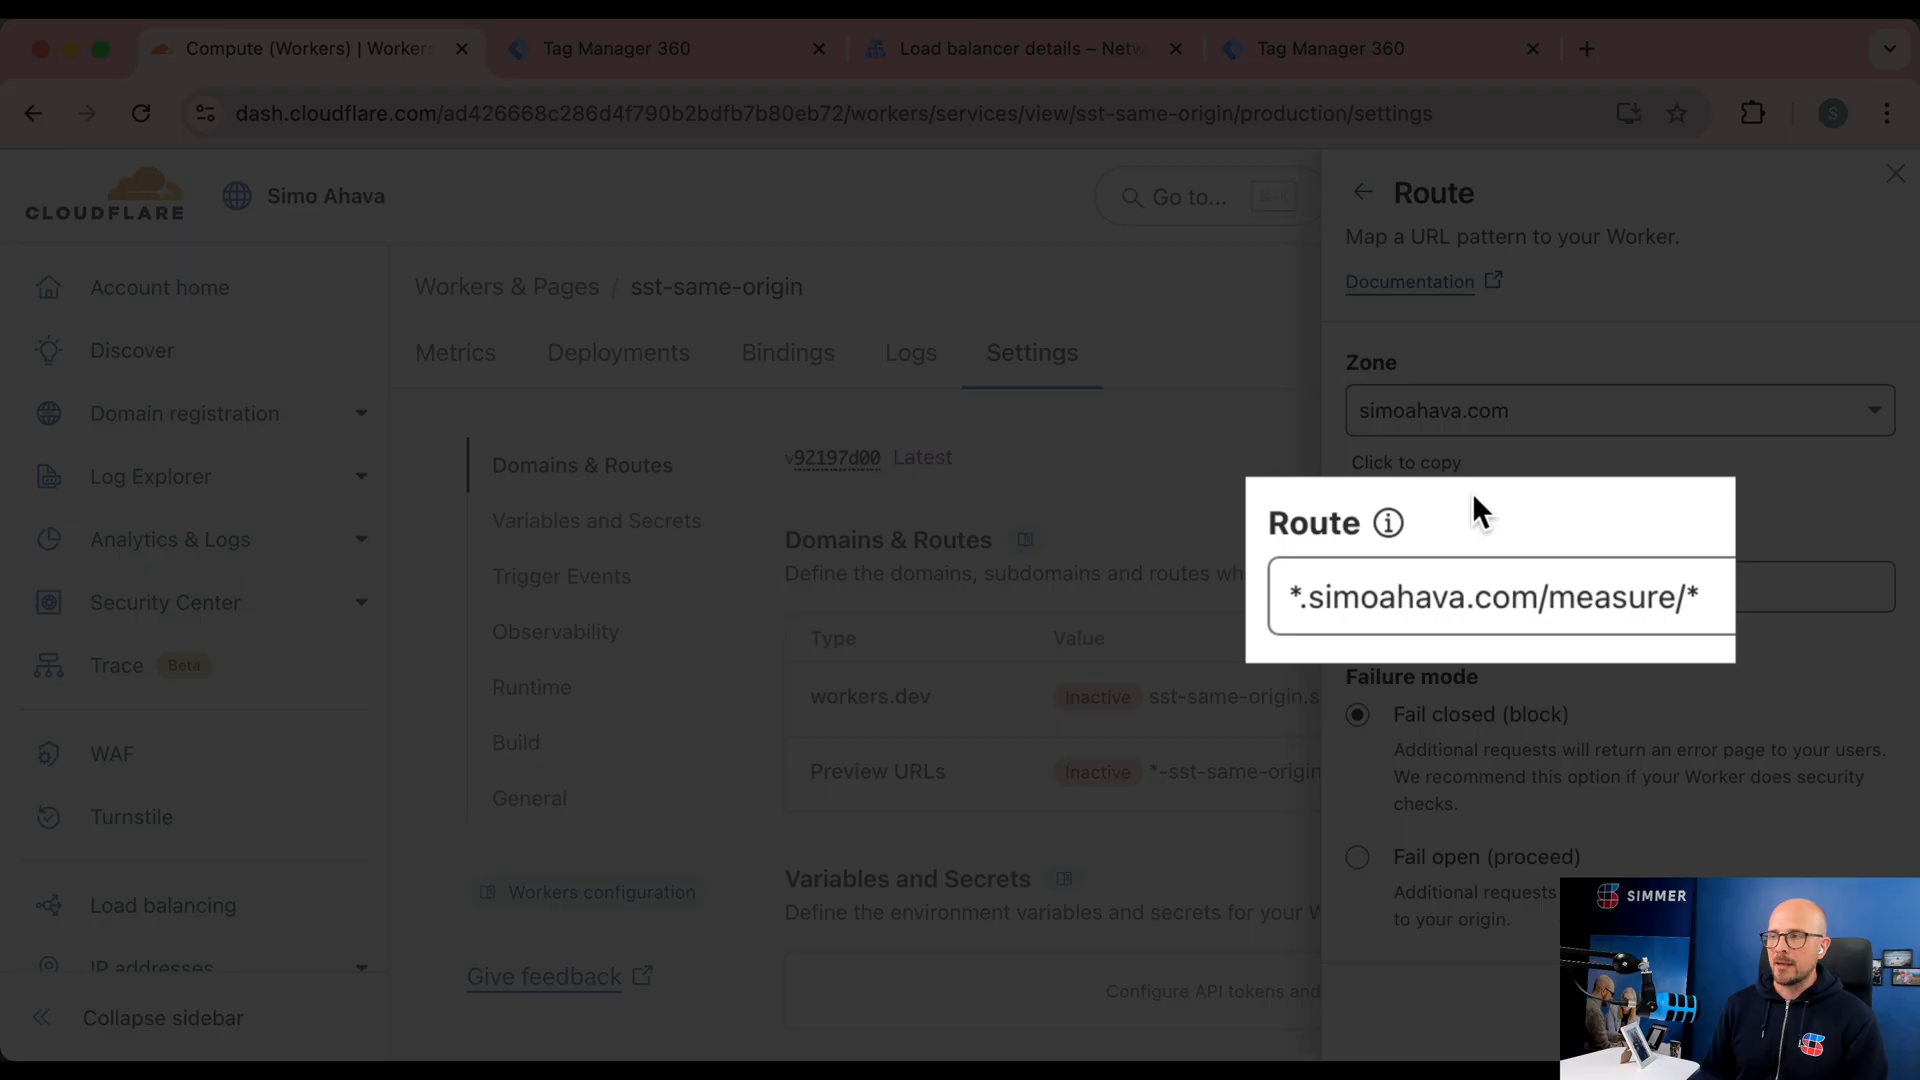 Compute (Workers) | Workers
Tag Manager 360
Load balancer details – Netw
Tag Manager 360
dash.cloudflare.com/ad426668c286d4f790b2bdfb7b80eb72/workers/services/view/sst-same-origin/production/settings
S
CLOUDFLARE
Simo Ahava
Go to...
⌘+K
Account home
Discover
Domain registration
Log Explorer
Analytics & Logs
Security Center
Trace Beta
WAF
Turnstile
Load balancing
IP addresses
Collapse sidebar
Workers & Pages / sst-same-origin
Metrics
Deployments
Bindings
Logs
Settings
Domains & Routes
Variables and Secrets
Trigger Events
Observability
Runtime
Build
General
Workers configuration
Give feedback
v92197d00 Latest
Domains & Routes
Define the domains, subdomains and routes wh
Type Value
workers.dev Inactive sst-same-origin.s
Preview URLs Inactive *-sst-same-origin
Variables and Secrets
Define the environment variables and secrets for your W
Configure API tokens and
Route
Map a URL pattern to your Worker.
Documentation
Zone
simoahava.com
Click to copy
Route
*.simoahava.com/measure/*
Failure mode
Fail closed (block)
Additional requests will return an error page to your users.
We recommend this option if your Worker does security
checks.
Fail open (proceed)
Additional requests
to your origin.
SIMMER